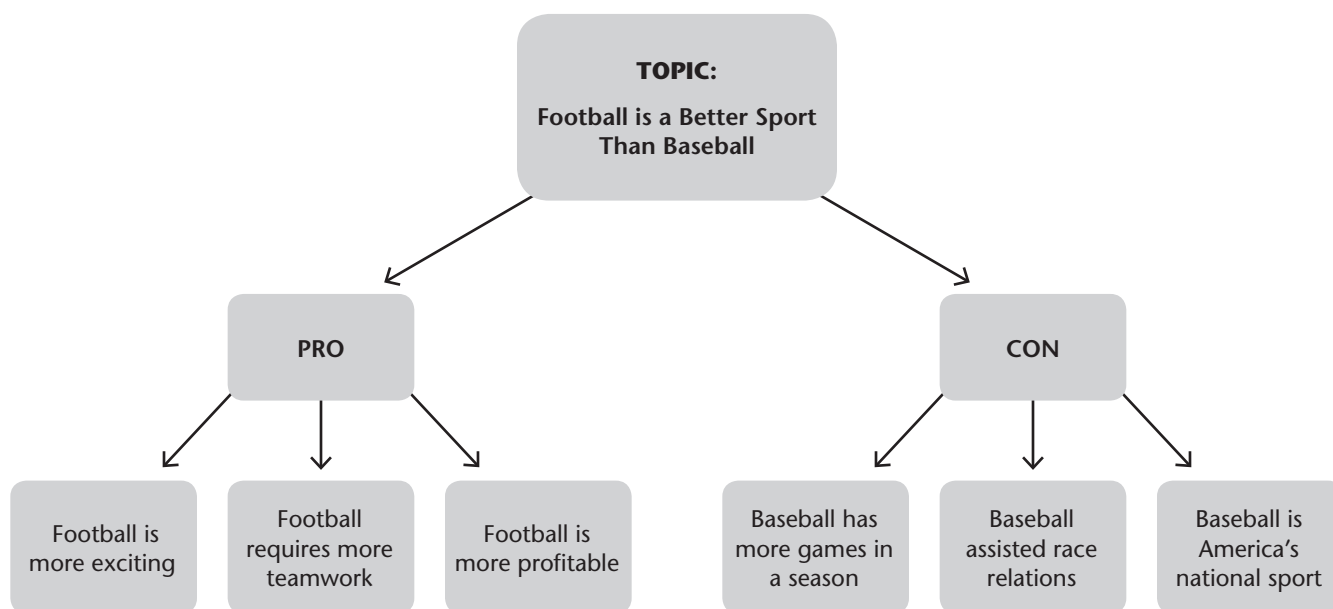 TOPIC:
Football is a Better Sport
Than Baseball
PRO
CON
Football is
more exciting
Football
requires more
teamwork
Football is
more profitable
Baseball has
more games in
a season
Baseball
assisted race
relations
Baseball is
America's
national sport